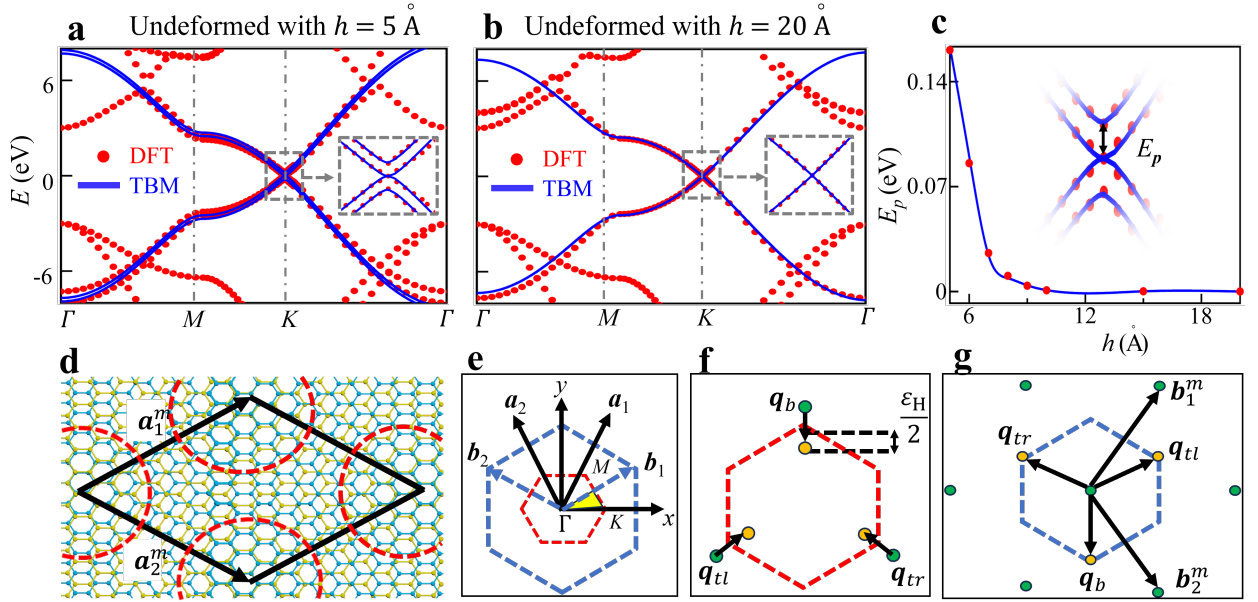 a Undeformed with h = 5 Å
6
0
-6
E (eV)
DFT
TBM
Γ M K Γ
b Undeformed with h = 20 Å
DFT
TBM
Γ M K Γ
c
0.14
0.07
0
E_p (eV)
E_p
6 12 18
h (Å)
d
a_1^m
a_2^m
e
y
a_2 a_1
b_2 M b_1
Γ K x
f
q_b
ε_H
2
q_tl q_tr
g
b_1^m
q_tr q_tl
q_b b_2^m